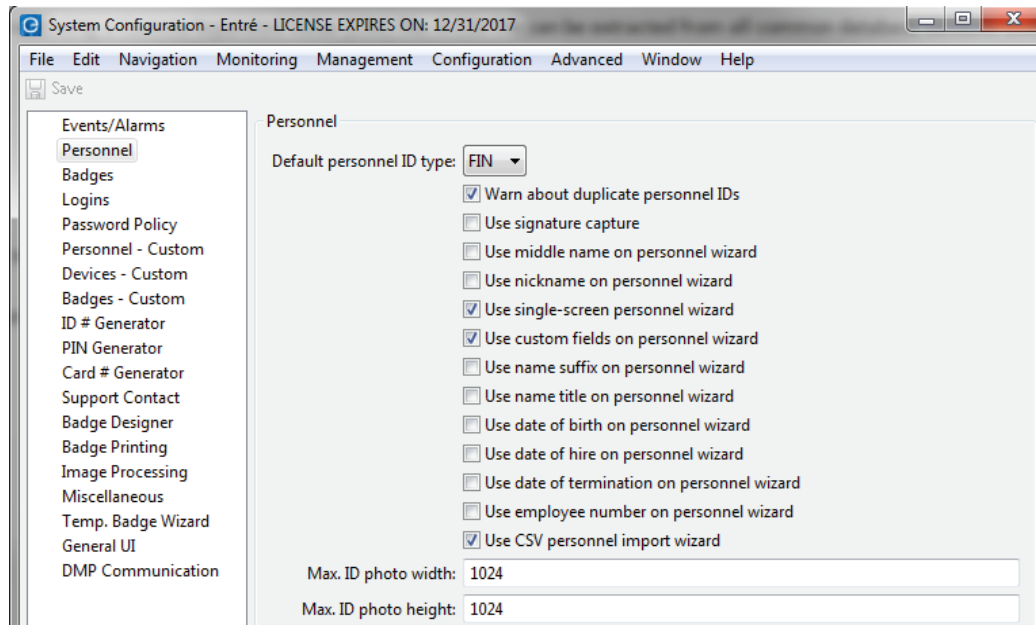 System Configuration - Entré - LICENSE EXPIRES ON: 12/31/2017
can be extracted from all common
File Edit Navigation Monitoring Management Configuration Advanced Window Help
Save
Events/Alarms
Personnel
Badges
Logins
Password Policy
Personnel - Custom
Devices - Custom
Badges - Custom
ID # Generator
PIN Generator
Card # Generator
Support Contact
Badge Designer
Badge Printing
Image Processing
Miscellaneous
Temp. Badge Wizard
General UI
DMP Communication
Personnel
Default personnel ID type: FIN
Warn about duplicate personnel IDs
Use signature capture
Use middle name on personnel wizard
Use nickname on personnel wizard
Use single-screen personnel wizard
Use custom fields on personnel wizard
Use name suffix on personnel wizard
Use name title on personnel wizard
Use date of birth on personnel wizard
Use date of hire on personnel wizard
Use date of termination on personnel wizard
Use employee number on personnel wizard
Use CSV personnel import wizard
Max. ID photo width: 1024
Max. ID photo height: 1024